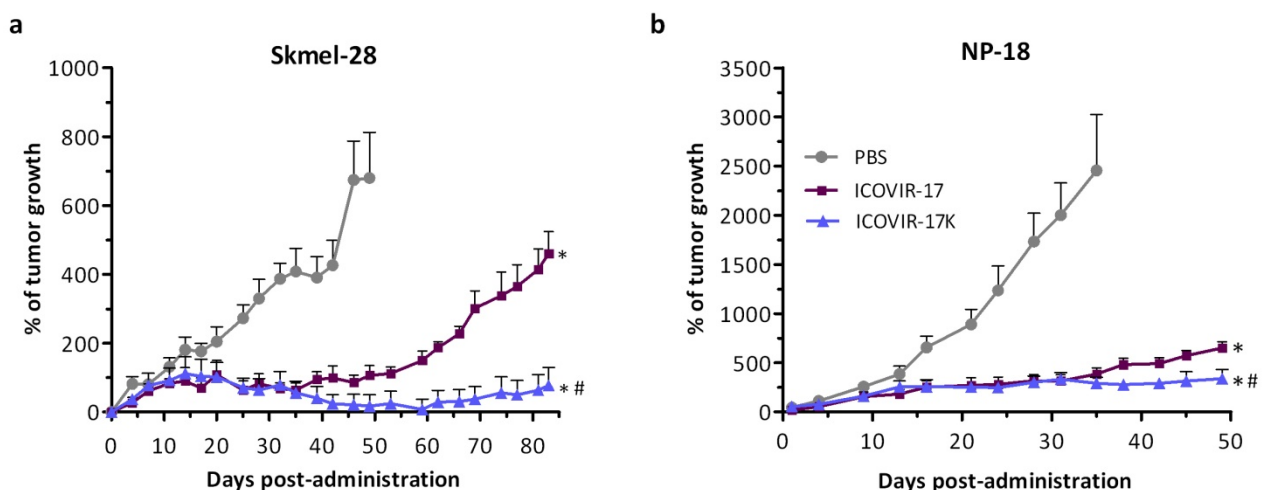 a
Skmel-28
% of tumor growth
1000
800
600
400
200
0
0 10 20 30 40 50 60 70 80
Days post-administration
*
* #
b
NP-18
% of tumor growth
3500
3000
2500
2000
1500
1000
500
0
0 10 20 30 40 50
Days post-administration
PBS
ICOVIR-17
ICOVIR-17K
*
* #